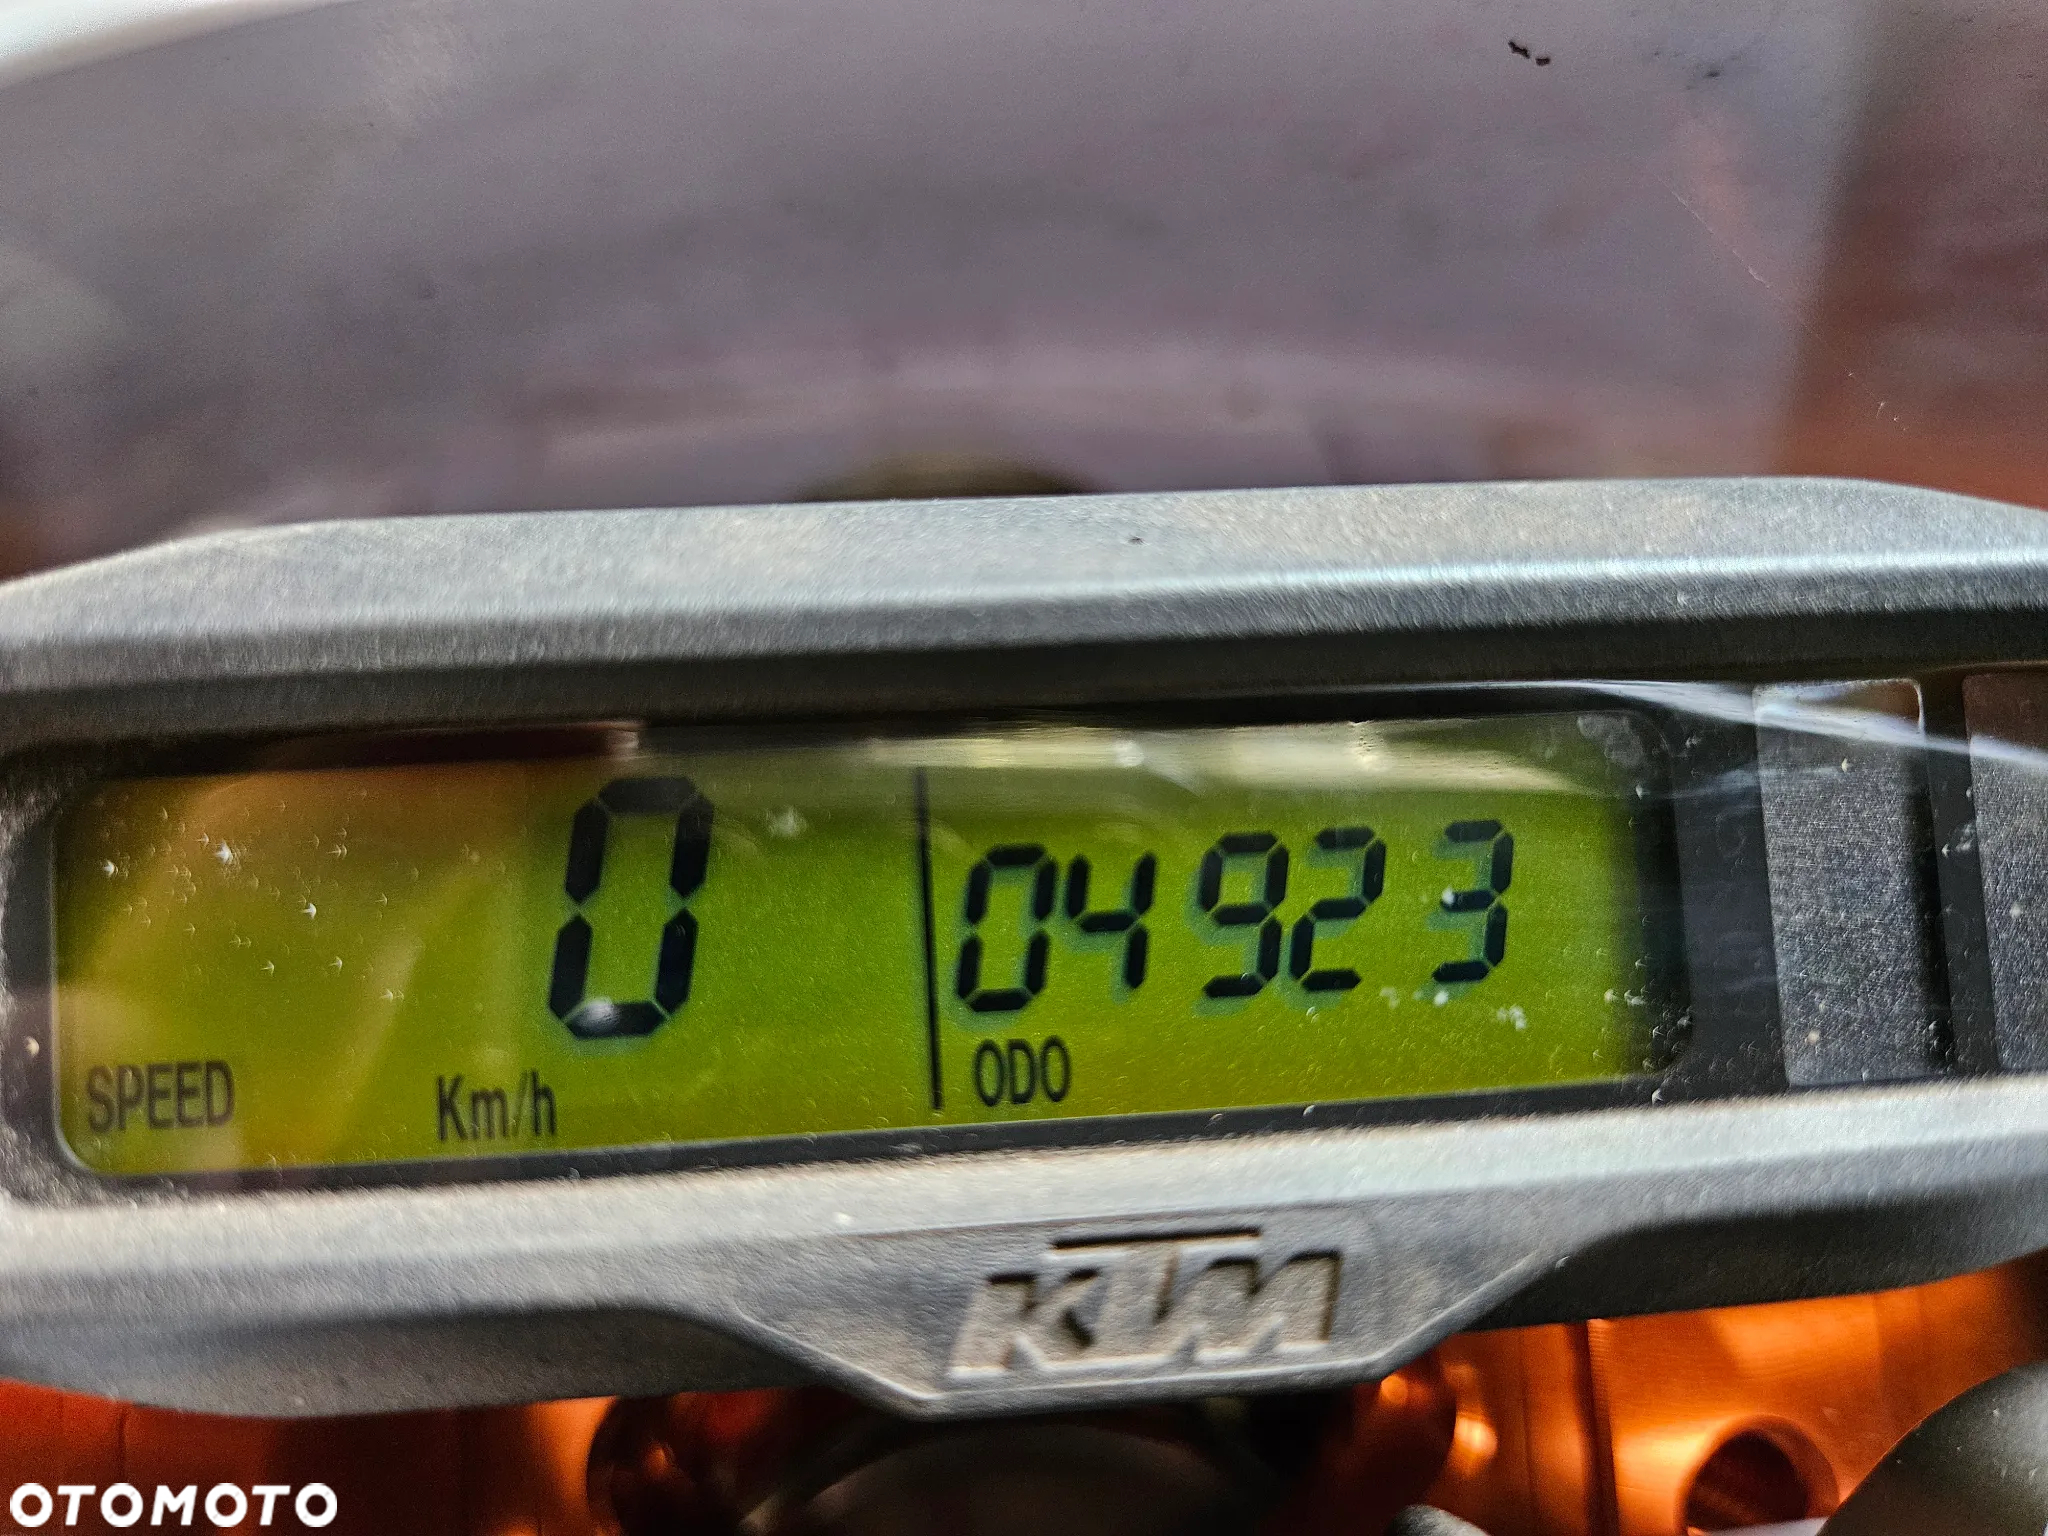 0 04923
SPEED Km/h ODO
KTM
OTOMOTO